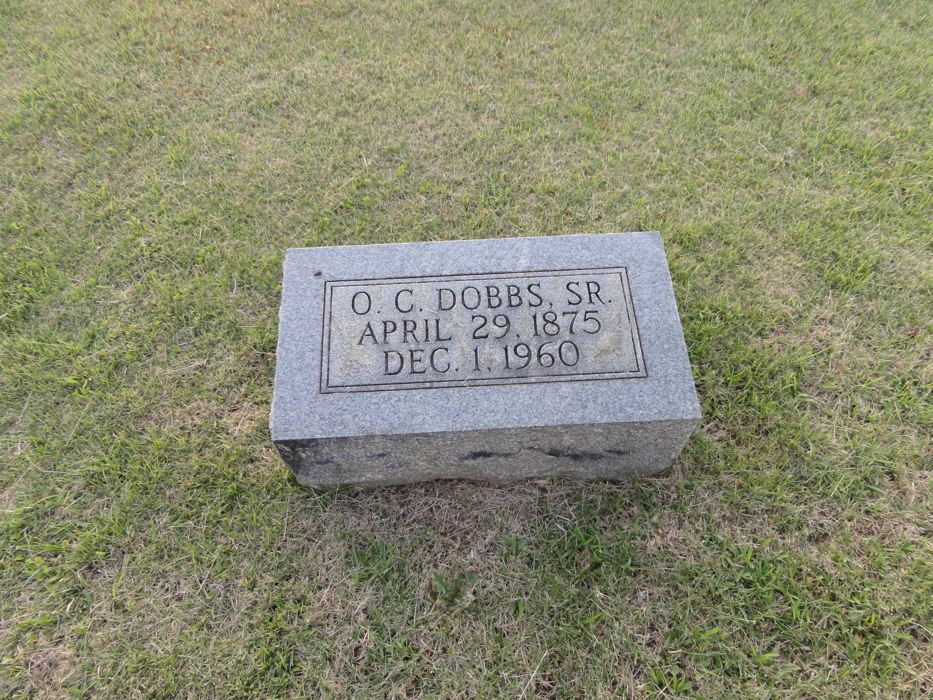 O. C. DOBBS, SR.
APRIL 29, 1875
DEC. 1, 1960